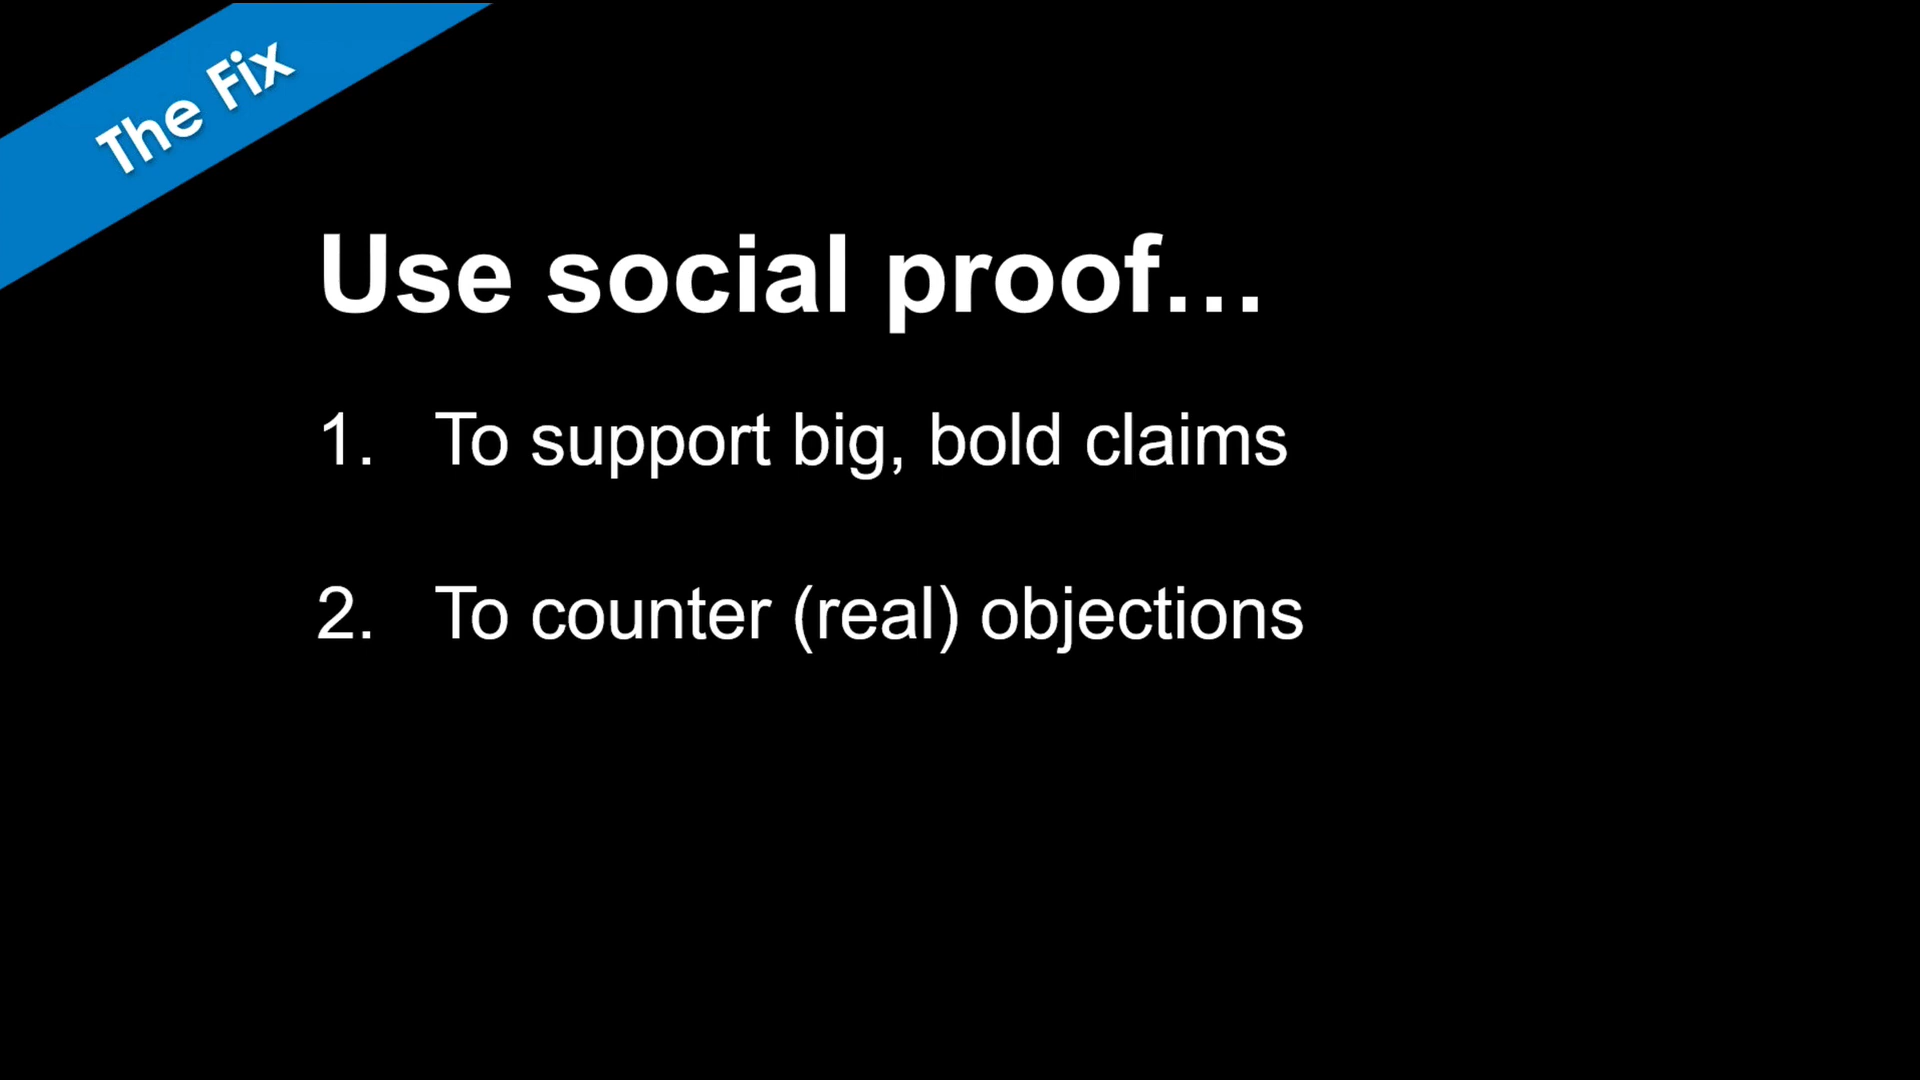 The Fix
Use social proof…
1. To support big, bold claims
2. To counter (real) objections